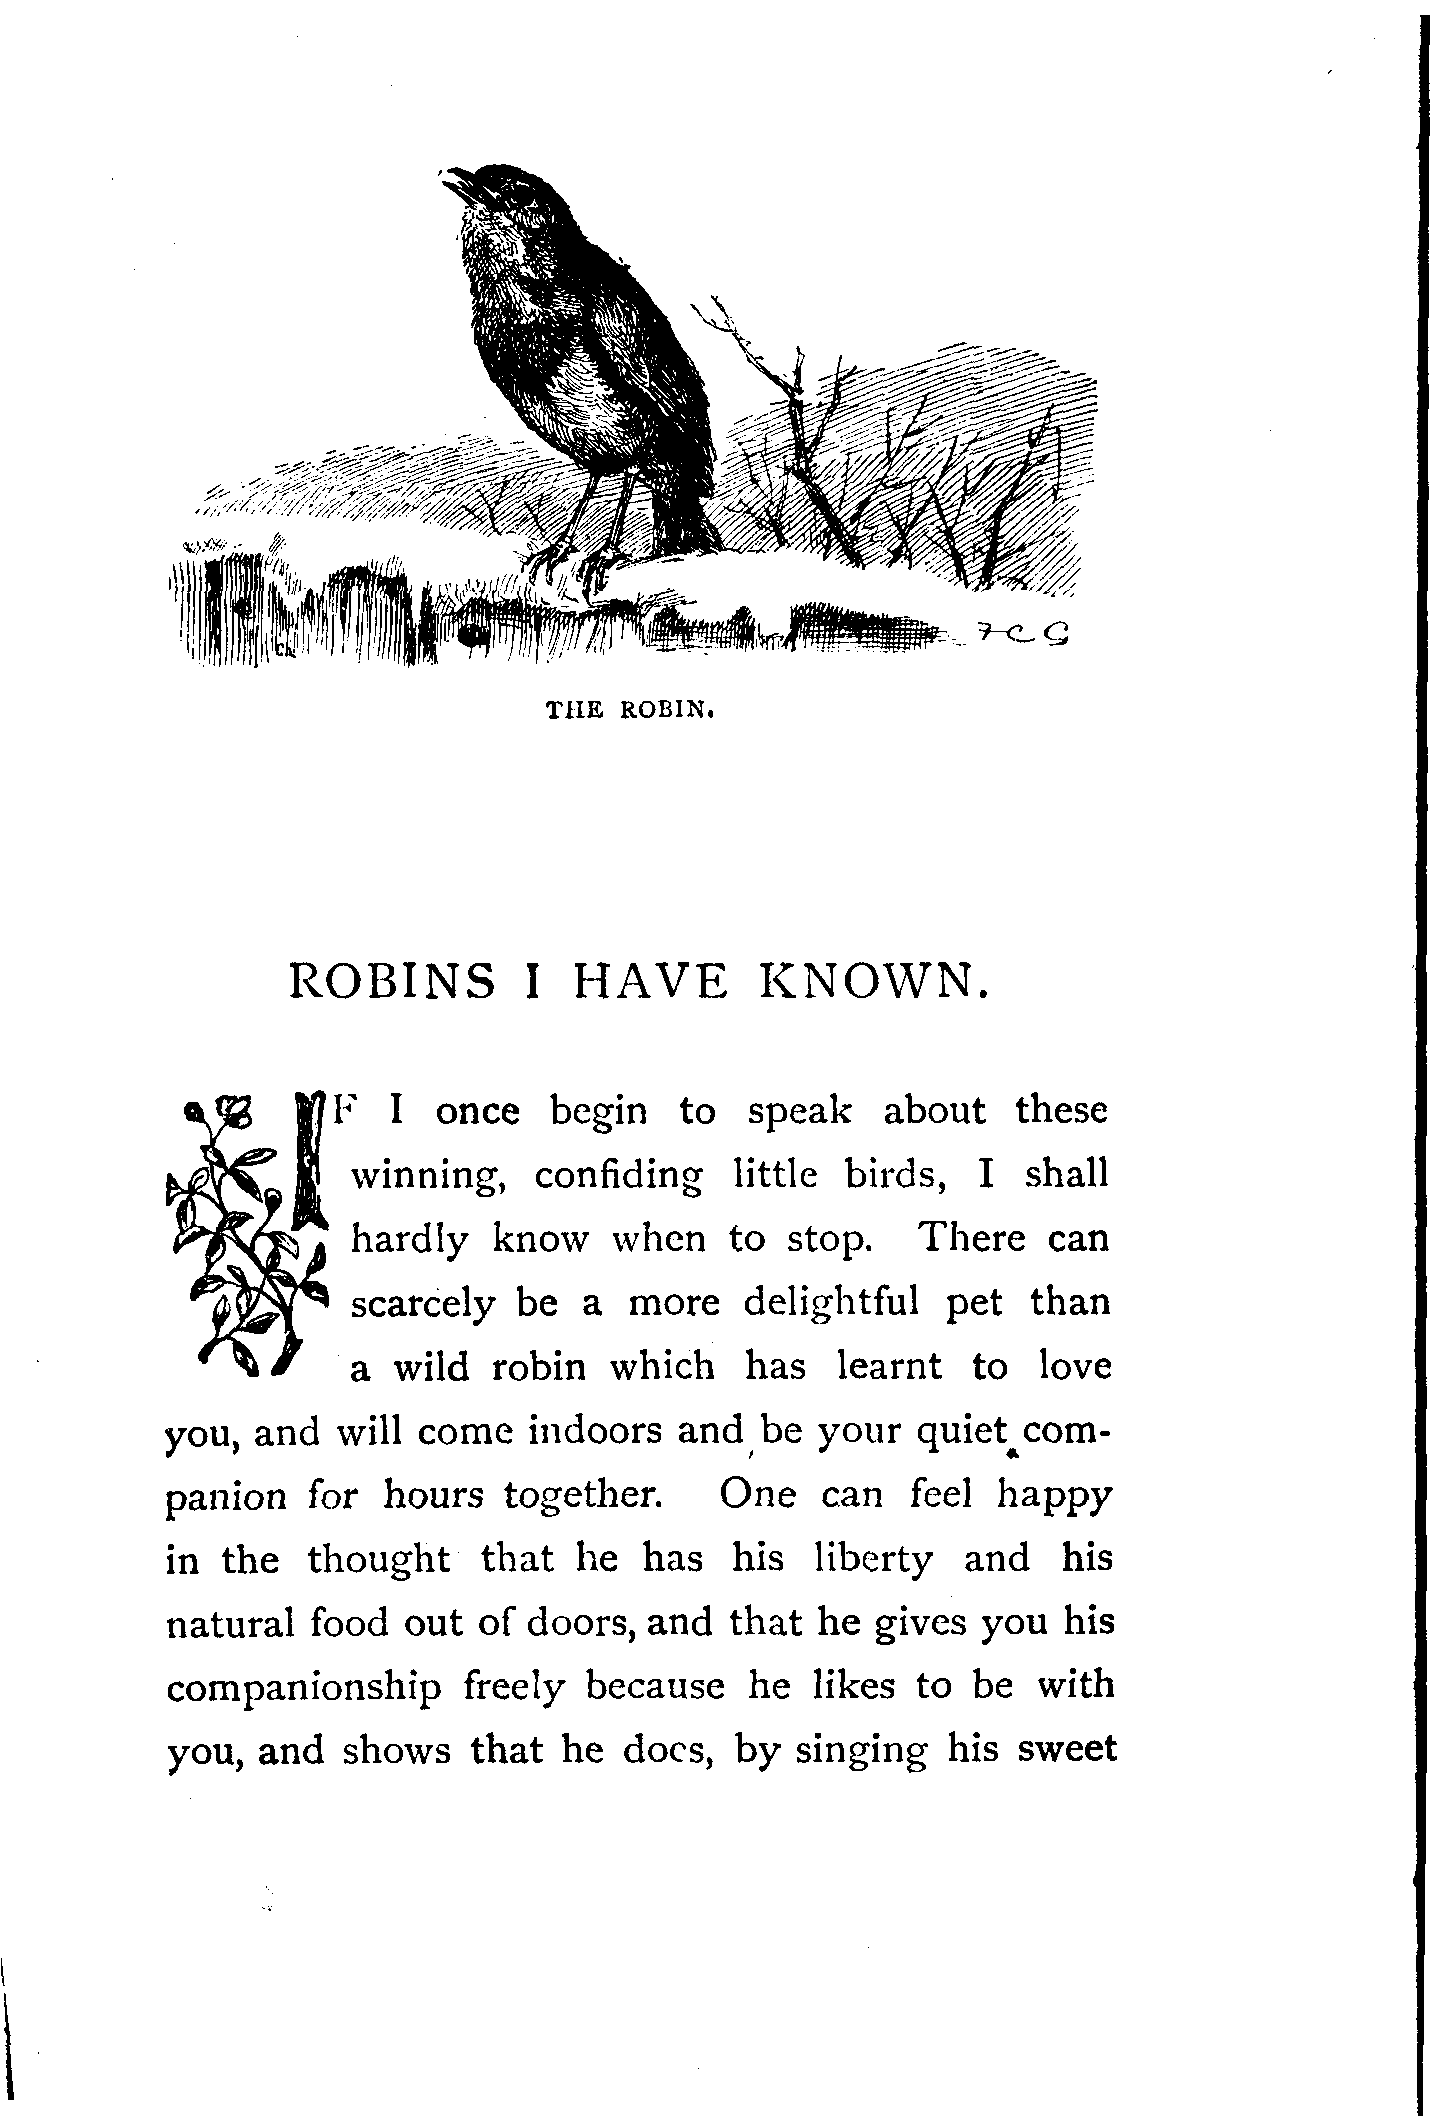 FCG
THE ROBIN.
ROBINS I HAVE KNOWN.
IF I once begin to speak about these
winning, confiding little birds, I shall
hardly know when to stop. There can
scarcely be a more delightful pet than
a wild robin which has learnt to love
you, and will come indoors and be your quiet com-
panion for hours together. One can feel happy
in the thought that he has his liberty and his
natural food out of doors, and that he gives you his
companionship freely because he likes to be with
you, and shows that he does, by singing his sweet